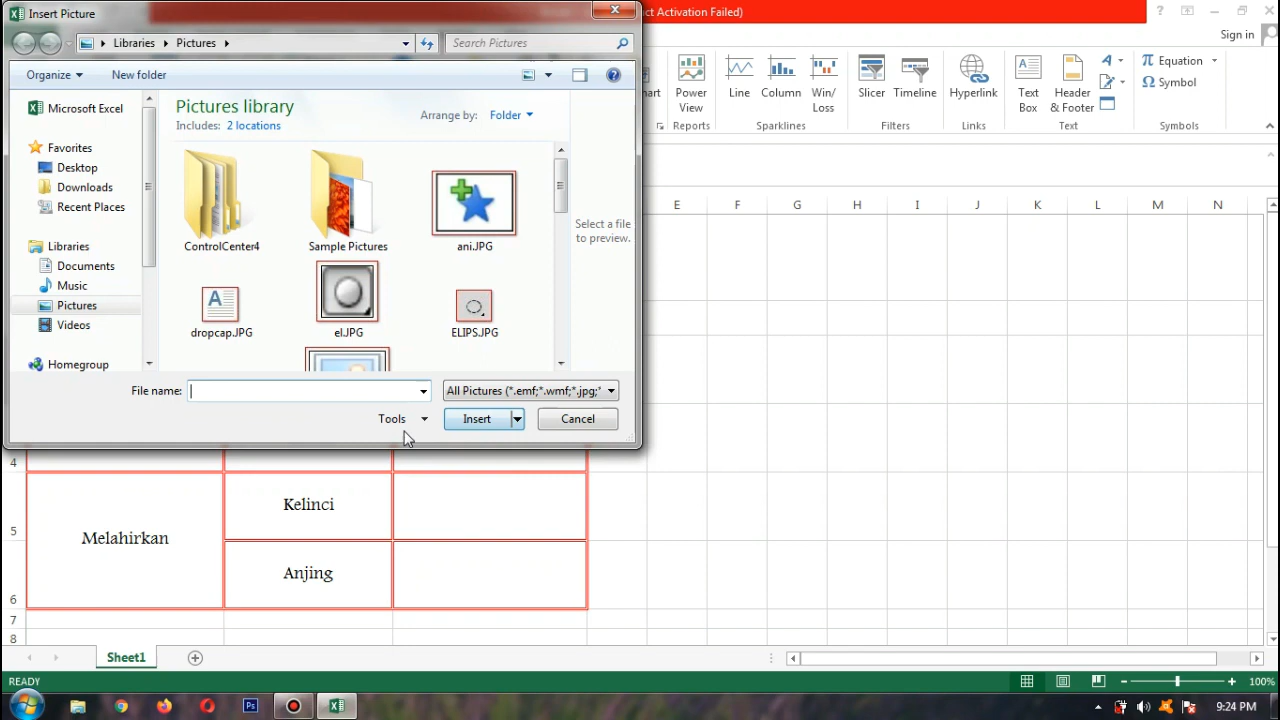 Insert Picture
ct Activation Failed)
Sign in
Libraries
Pictures
Search Pictures
Organize
New folder
Power
View
Reports
Line
Column
Win/
Loss
Sparklines
Slicer
Timeline
Filters
Hyperlink
Links
Text
Box
Header
& Footer
Text
Equation
Symbol
Symbols
Microsoft Excel
Favorites
Desktop
Downloads
Recent Places
Libraries
Documents
Music
Pictures
Videos
Homegroup
Pictures library
Includes: 2 locations
Arrange by: Folder
ControlCenter4
Sample Pictures
ani.JPG
dropcap.JPG
el.JPG
ELIPS.JPG
Select a file
to preview.
File name:
All Pictures (*.emf;*.wmf;*.jpg;*
Tools
Insert
Cancel
E F G H I J K L M N
4
5
6
7
8
Melahirkan
Kelinci
Anjing
Sheet1
READY
100%
9:24 PM